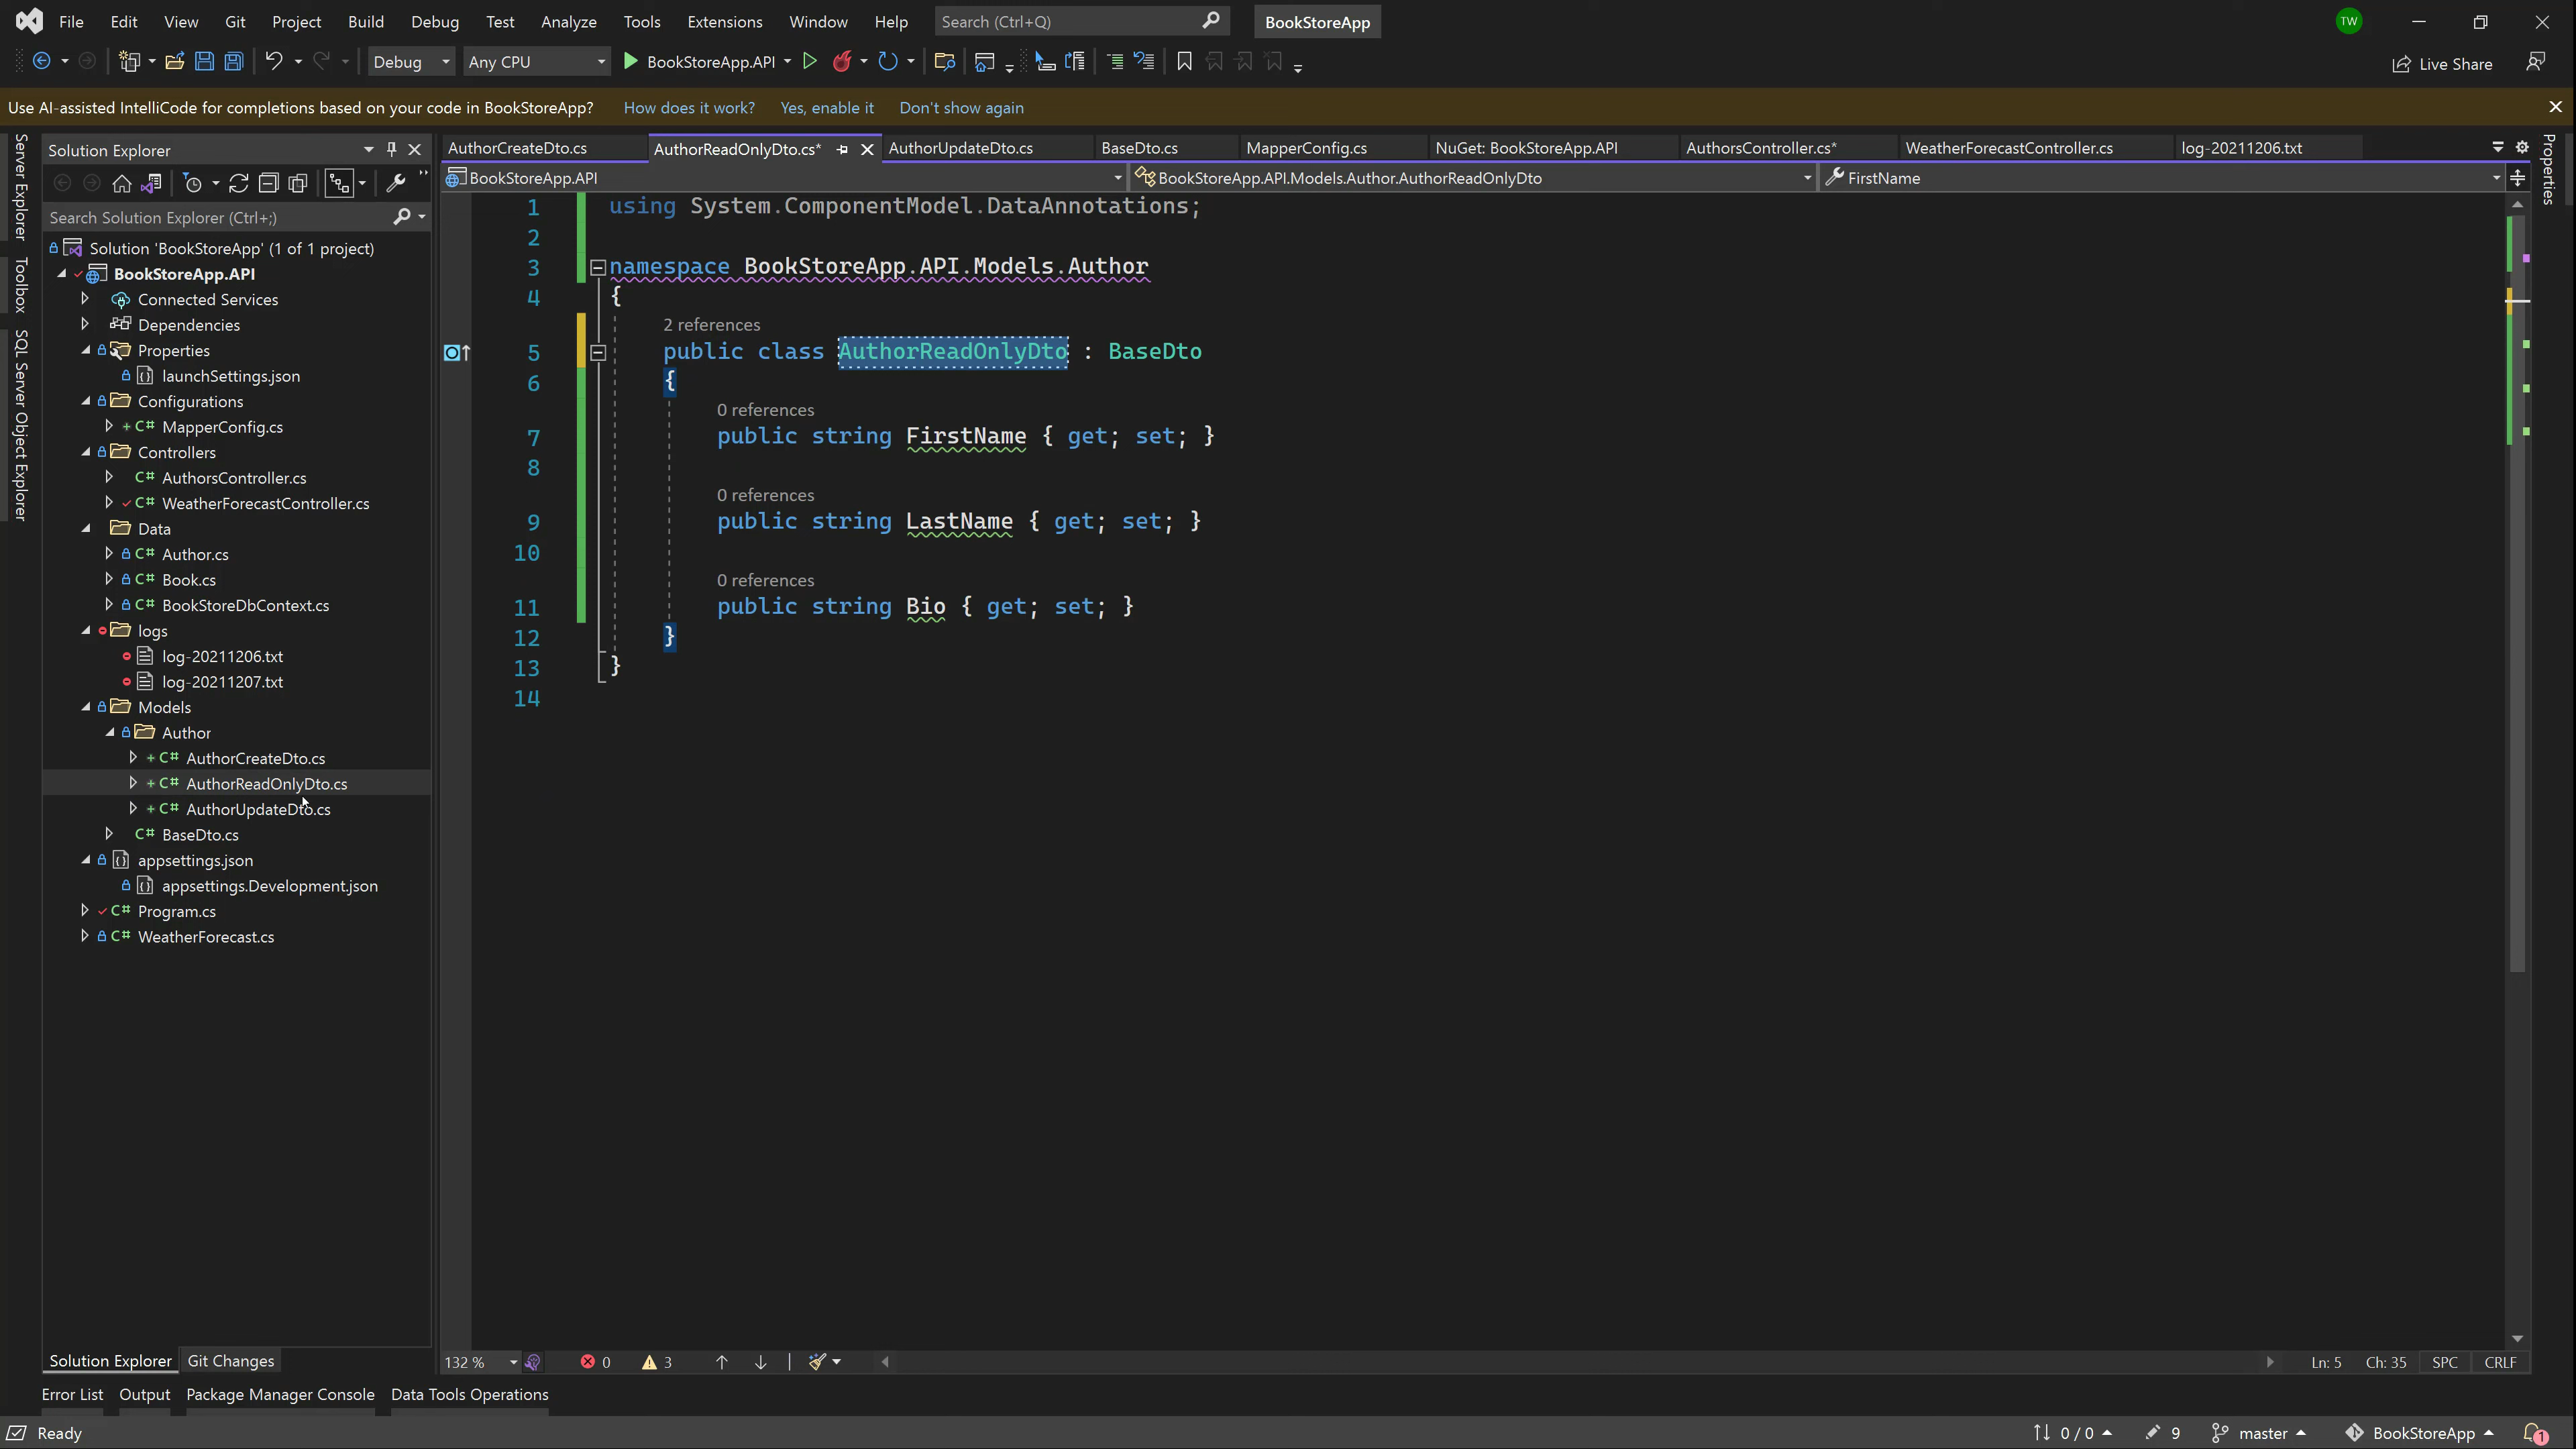 File Edit View Git Project Build Debug Test Analyze Tools Extensions Window Help Search (Ctrl+Q) BookStoreApp TW
Debug Any CPU BookStoreApp.API Live Share
Use AI-assisted IntelliCode for completions based on your code in BookStoreApp? How does it work? Yes, enable it Don't show again
Server Explorer
Toolbox
SQL Server Object Explorer
Solution Explorer
Search Solution Explorer (Ctrl+;)
Solution 'BookStoreApp' (1 of 1 project)
BookStoreApp.API
Connected Services
Dependencies
Properties
launchSettings.json
Configurations
C# MapperConfig.cs
Controllers
C# AuthorsController.cs
C# WeatherForecastController.cs
Data
C# Author.cs
C# Book.cs
C# BookStoreDbContext.cs
logs
log-20211206.txt
log-20211207.txt
Models
Author
C# AuthorCreateDto.cs
C# AuthorReadOnlyDto.cs
C# AuthorUpdateDto.cs
C# BaseDto.cs
appsettings.json
appsettings.Development.json
C# Program.cs
C# WeatherForecast.cs
Solution Explorer Git Changes
AuthorCreateDto.cs AuthorReadOnlyDto.cs* AuthorUpdateDto.cs BaseDto.cs MapperConfig.cs NuGet: BookStoreApp.API AuthorsController.cs* WeatherForecastController.cs log-20211206.txt
BookStoreApp.API BookStoreApp.API.Models.Author.AuthorReadOnlyDto FirstName
1 using System.ComponentModel.DataAnnotations;
2
3 namespace BookStoreApp.API.Models.Author
4 {
2 references
5 public class AuthorReadOnlyDto : BaseDto
6 {
0 references
7 public string FirstName { get; set; }
8
0 references
9 public string LastName { get; set; }
10
0 references
11 public string Bio { get; set; }
12 }
13 }
14
Properties
132 % 0 3 Ln: 5 Ch: 35 SPC CRLF
Error List Output Package Manager Console Data Tools Operations
Ready 0 / 0 9 master BookStoreApp 1